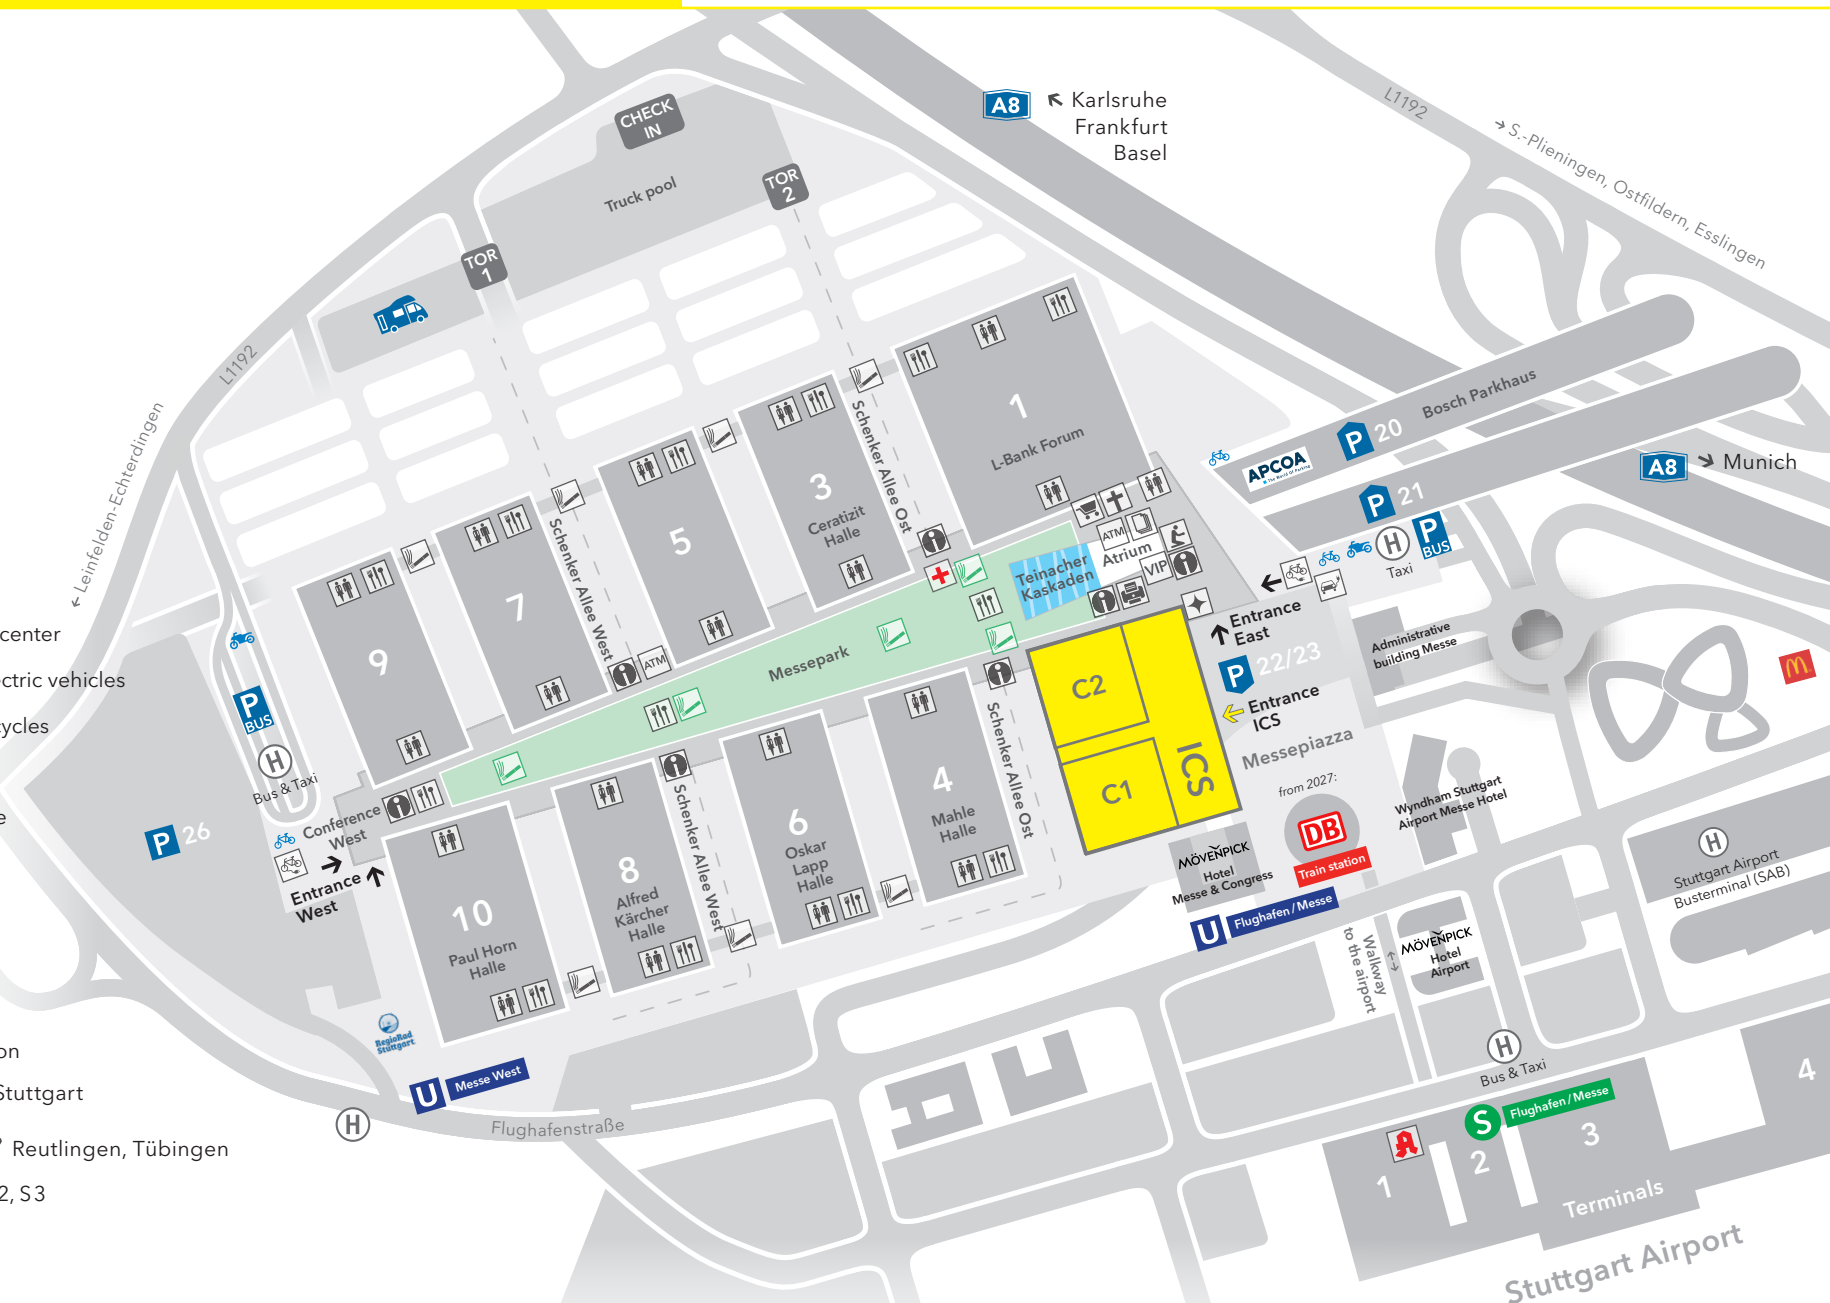 A8
Karlsruhe
Frankfurt
Basel
L1192
S.-Plieningen, Ostfildern, Esslingen
CHECK
IN
Truck pool
TOR
2
TOR
1
L1192
Leinfelden-Echterdingen
1
L-Bank Forum
Schenker Allee Ost
3
Ceratizit
Halle
5
Schenker Allee West
7
9
Bosch Parkhaus
P 20
APCOA
P 21
A8
Munich
P
BUS
H
Taxi
ATM
Atrium
VIP
Teinacher
Kaskaden
Entrance
East
P 22/23
Entrance
ICS
Messepiazza
Administrative
building Messe
Messepark
ATM
C2
C1
ICS
center
ctric vehicles
ycles
e
P
BUS
H
Bus & Taxi
P 26
Conference
West
Entrance
West
10
Paul Horn
Halle
8
Alfred
Kärcher
Halle
Schenker Allee West
6
Oskar
Lapp
Halle
4
Mahle
Halle
Schenker Allee Ost
from 2027:
DB
Train station
Wyndham Stuttgart
Airport Messe Hotel
MÖVENPICK
Hotel
Messe & Congress
U Flughafen / Messe
Walkway
to the airport
MÖVENPICK
Hotel
Airport
H
Stuttgart Airport
Busterminal (SAB)
RegioRad
Stuttgart
U Messe West
H
Flughafenstraße
on
Stuttgart
Reutlingen, Tübingen
2, S3
H
Bus & Taxi
S Flughafen / Messe
1
2
3
4
Terminals
Stuttgart Airport